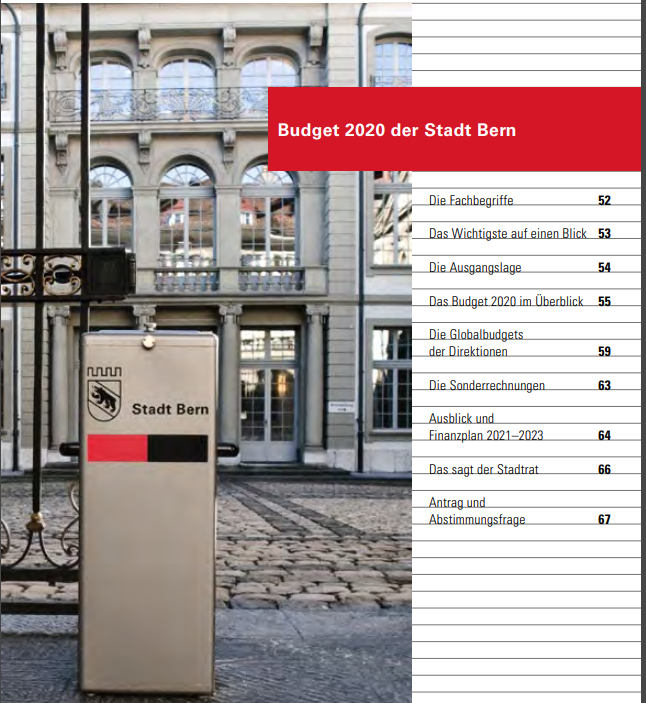 Budget 2020 der Stadt Bern
Die Fachbegriffe 52
Das Wichtigste auf einen Blick 53
Die Ausgangslage 54
Das Budget 2020 im Überblick 55
Die Globalbudgets
der Direktionen 59
Die Sonderrechnungen 63
Ausblick und
Finanzplan 2021–2023 64
Das sagt der Stadtrat 66
Antrag und
Abstimmungsfrage 67
Stadt Bern